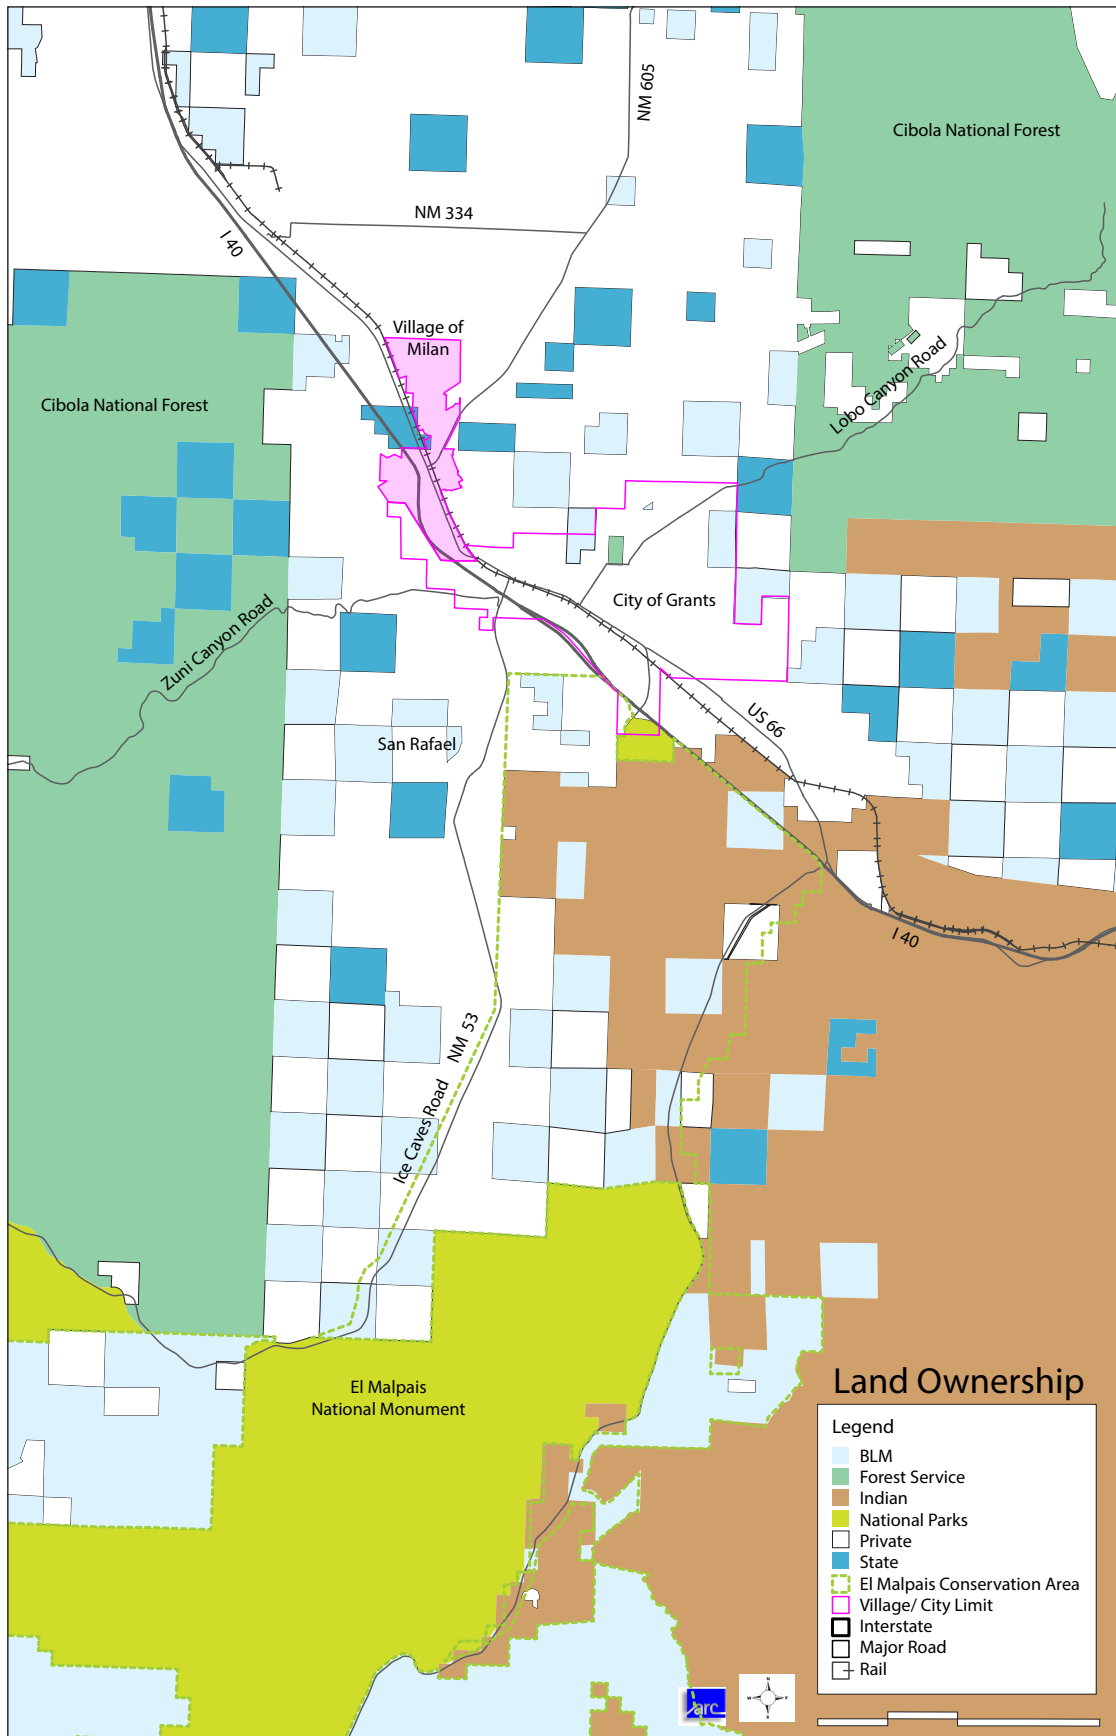 NM 605
Cibola National Forest
NM 334
I 40
Village of
Milan
Cibola National Forest
Lobo Canyon Road
City of Grants
Zuni Canyon Road
US 66
San Rafael
I 40
NM 53
Ice Caves Road
El Malpais
National Monument
Land Ownership
Legend
BLM
Forest Service
Indian
National Parks
Private
State
El Malpais Conservation Area
Village/ City Limit
Interstate
Major Road
Rail
arc